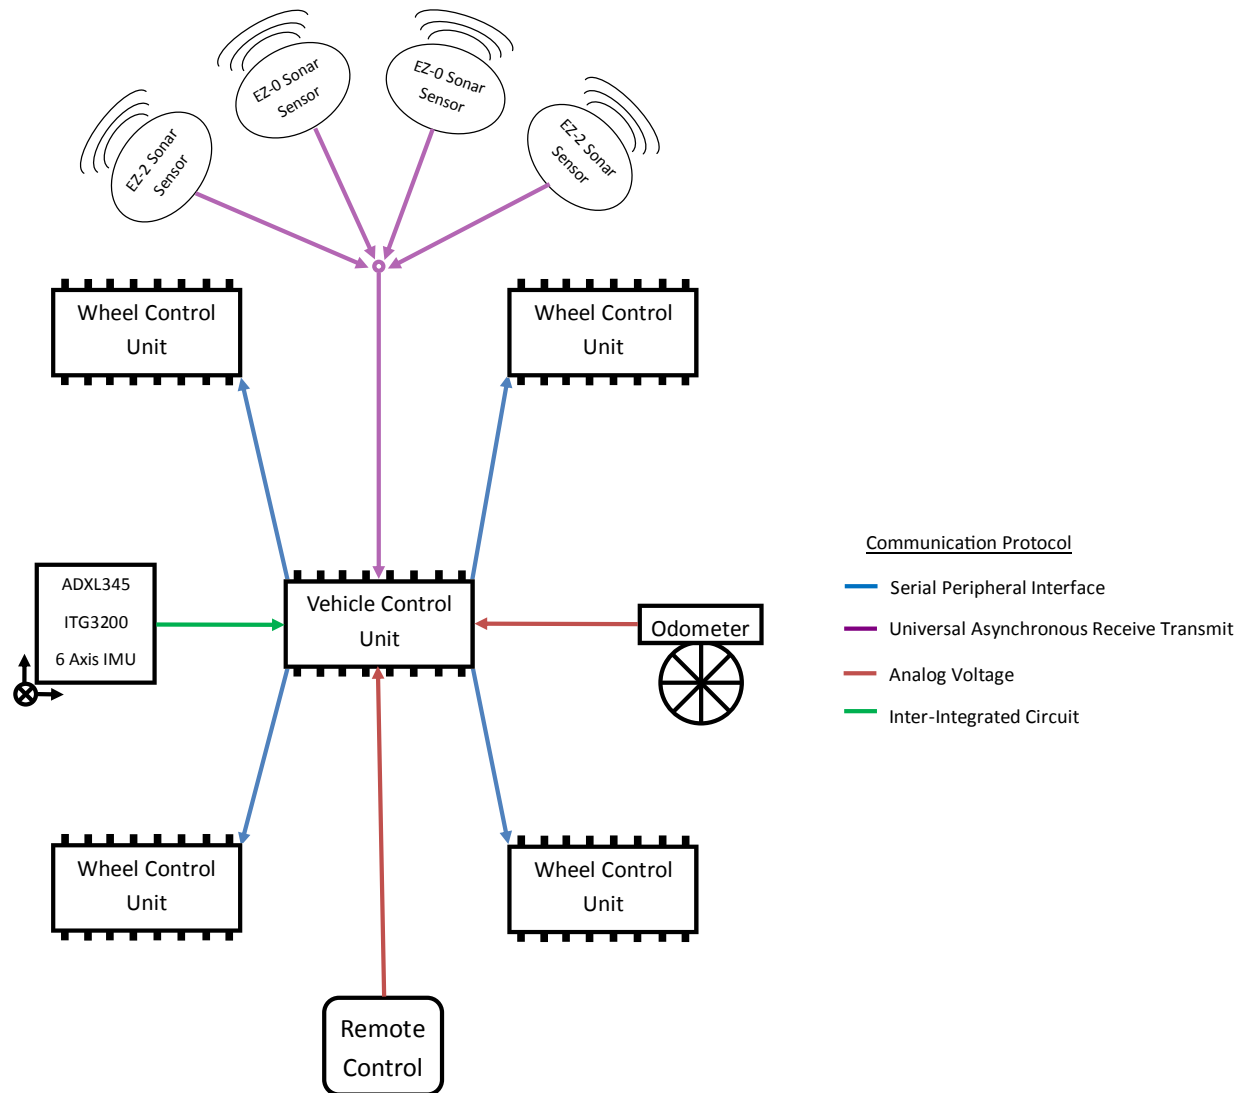 EZ-2 Sonar
Sensor
EZ-0 Sonar
Sensor
EZ-0 Sonar
Sensor
EZ-2 Sonar
Sensor
Wheel Control
Unit
Wheel Control
Unit
ADXL345
ITG3200
6 Axis IMU
Vehicle Control
Unit
Odometer
Communication Protocol
Serial Peripheral Interface
Universal Asynchronous Receive Transmit
Analog Voltage
Inter-Integrated Circuit
Wheel Control
Unit
Wheel Control
Unit
Remote
Control